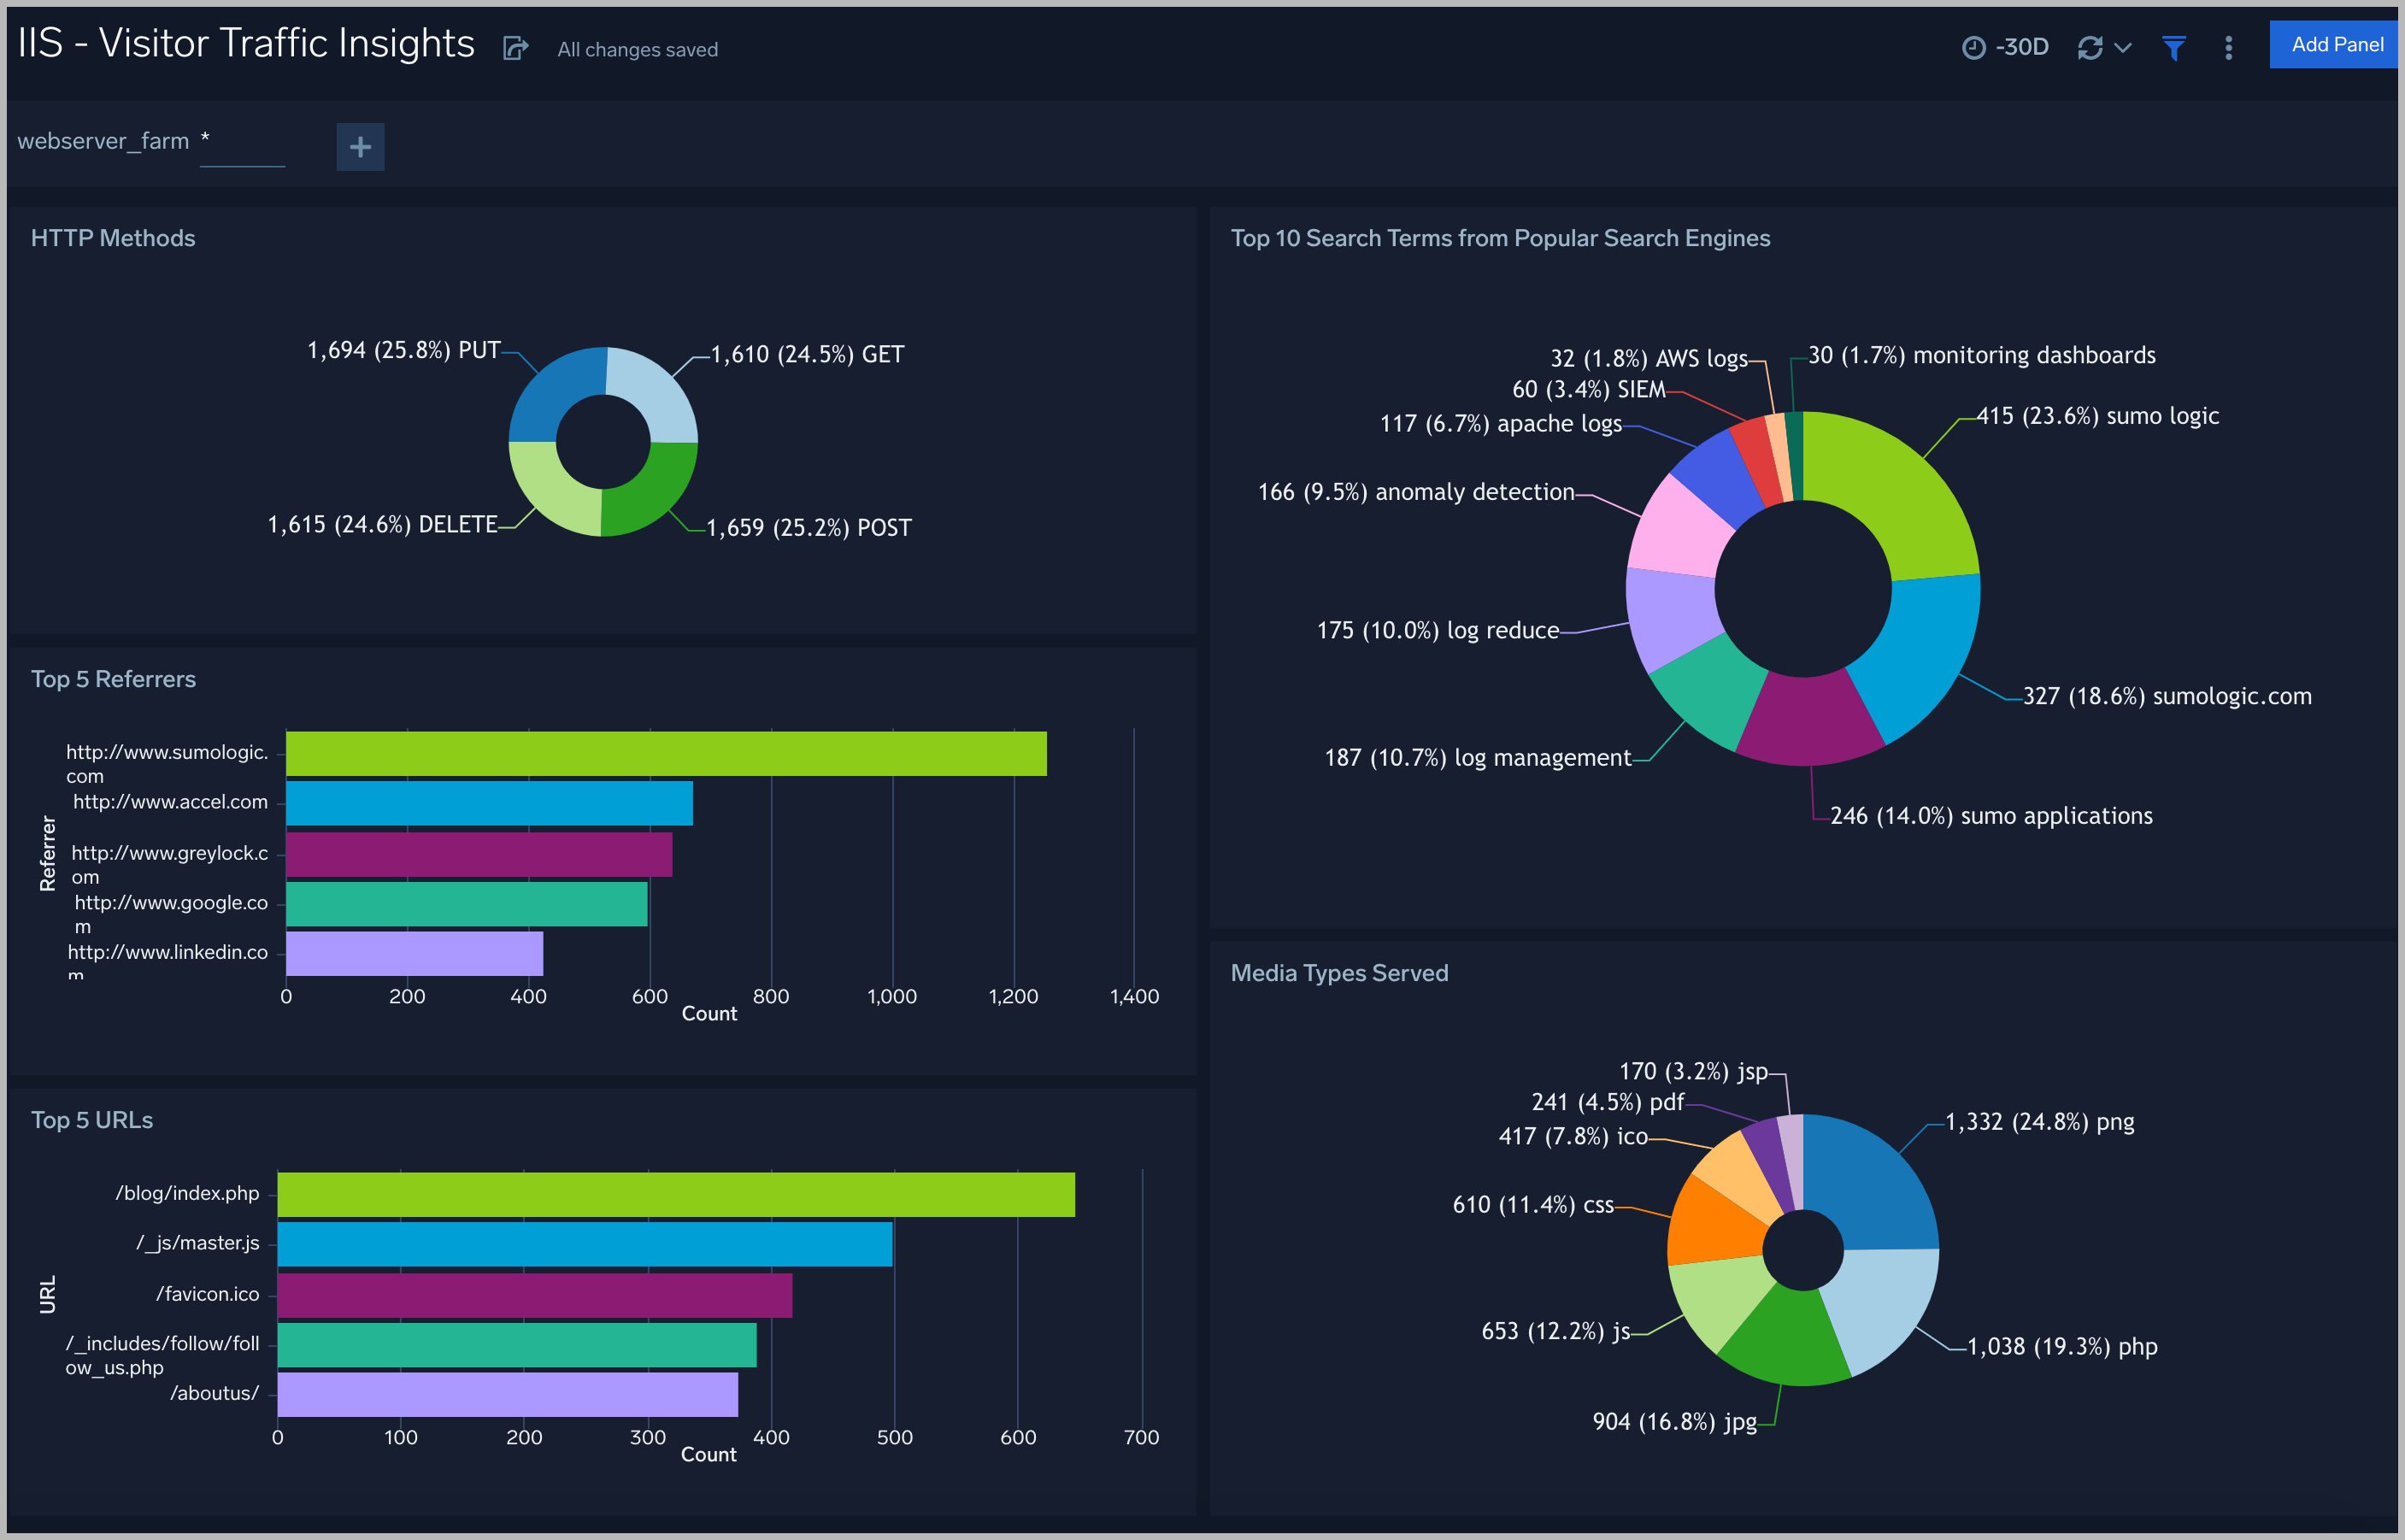 IIS - Visitor Traffic Insights
All changes saved
-30D
Add Panel
webserver_farm *
HTTP Methods
1,694 (25.8%) PUT
1,610 (24.5%) GET
1,615 (24.6%) DELETE
1,659 (25.2%) POST
Top 5 Referrers
Referrer
http://www.sumologic.
com
http://www.accel.com
http://www.greylock.c
om
http://www.google.co
m
http://www.linkedin.co
m
0 200 400 600 800 1,000 1,200 1,400
Count
Top 5 URLs
URL
/blog/index.php
/_js/master.js
/favicon.ico
/_includes/follow/foll
ow_us.php
/aboutus/
0 100 200 300 400 500 600 700
Count
Top 10 Search Terms from Popular Search Engines
32 (1.8%) AWS logs
30 (1.7%) monitoring dashboards
60 (3.4%) SIEM
415 (23.6%) sumo logic
117 (6.7%) apache logs
166 (9.5%) anomaly detection
175 (10.0%) log reduce
327 (18.6%) sumologic.com
187 (10.7%) log management
246 (14.0%) sumo applications
Media Types Served
170 (3.2%) jsp
241 (4.5%) pdf
1,332 (24.8%) png
417 (7.8%) ico
610 (11.4%) css
653 (12.2%) js
1,038 (19.3%) php
904 (16.8%) jpg